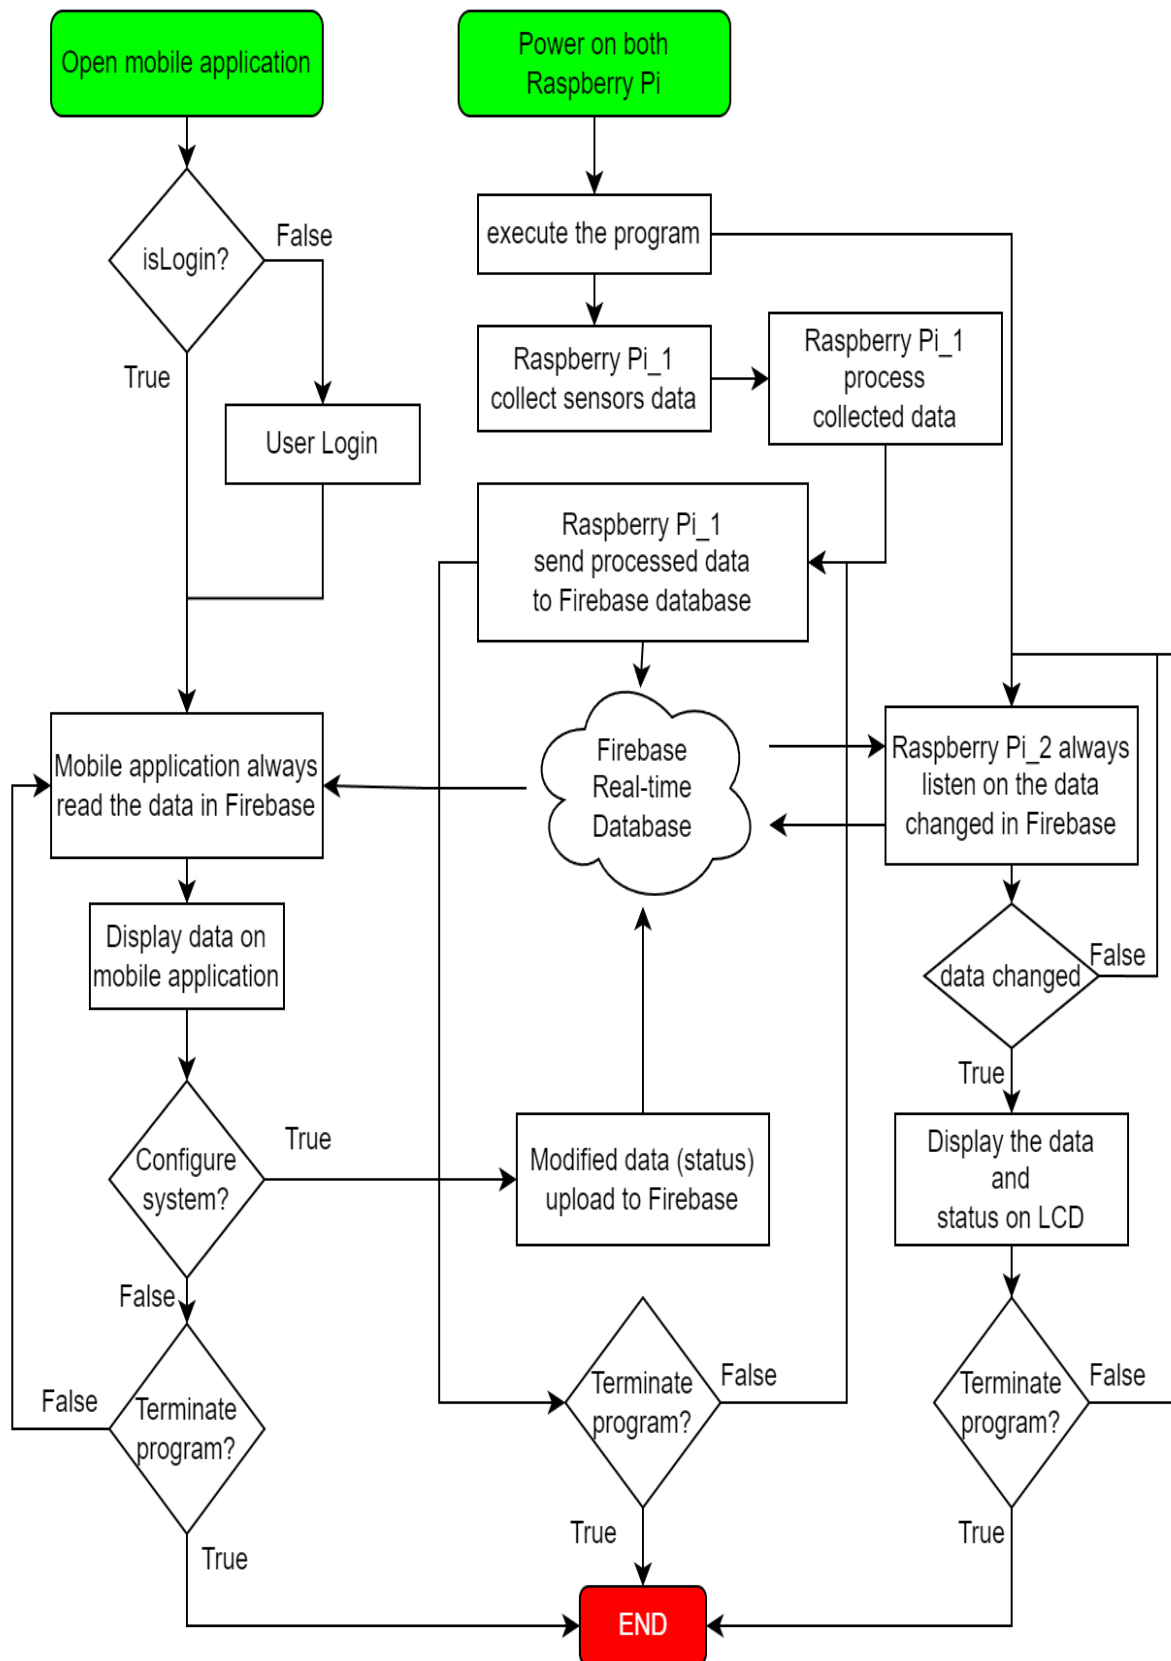 Open mobile application
Power on both
Raspberry Pi
isLogin?
False
True
User Login
execute the program
Raspberry Pi_1
collect sensors data
Raspberry Pi_1
process
collected data
Raspberry Pi_1
send processed data
to Firebase database
Firebase
Real-time
Database
Mobile application always
read the data in Firebase
Raspberry Pi_2 always
listen on the data
changed in Firebase
Display data on
mobile application
data changed
False
True
Configure
system?
True
False
Modified data (status)
upload to Firebase
Display the data
and
status on LCD
Terminate
program?
False
True
Terminate
program?
False
True
Terminate
program?
False
True
END